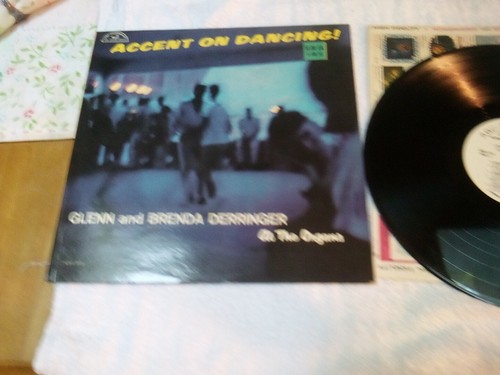 ACCENT ON DANCING!
GLENN and BRENDA DERRINGER
At The Organs